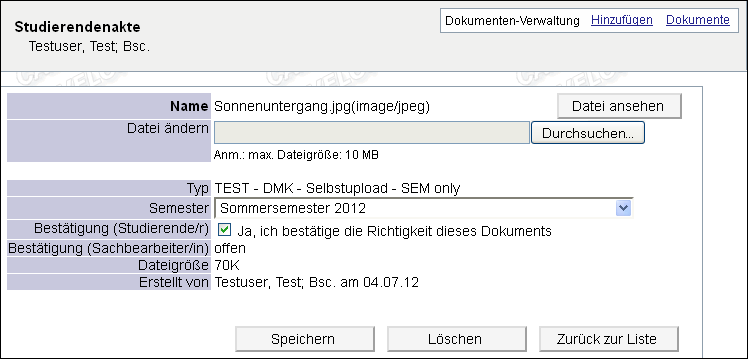 Studierendenakte
Testuser, Test; Bsc.
Dokumenten-Verwaltung Hinzufügen Dokumente
Name Sonnenuntergang.jpg(image/jpeg) Datei ansehen
Datei ändern Durchsuchen...
Anm.: max. Dateigröße: 10 MB
Typ TEST - DMK - Selbstupload - SEM only
Semester Sommersemester 2012
Bestätigung (Studierende/r) Ja, ich bestätige die Richtigkeit dieses Dokuments
Bestätigung (Sachbearbeiter/in) offen
Dateigröße 70K
Erstellt von Testuser, Test; Bsc. am 04.07.12
Speichern Löschen Zurück zur Liste